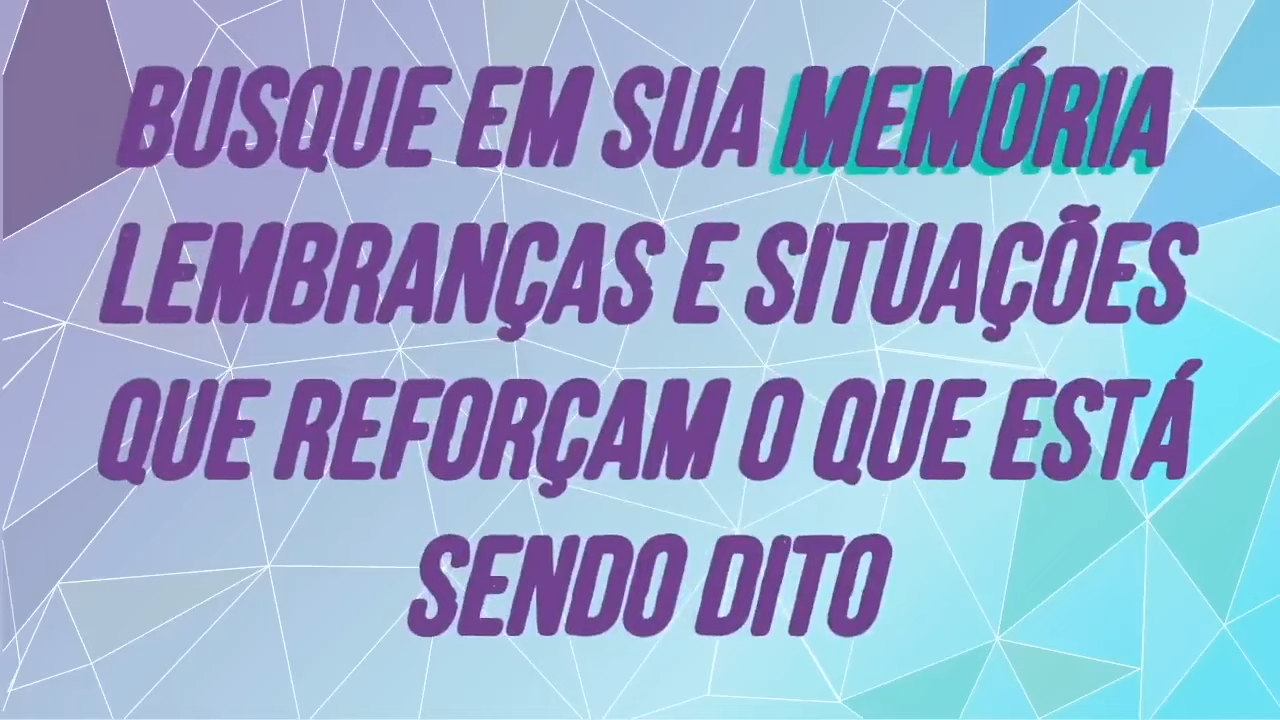 BUSQUE EM SUA MEMÓRIA
LEMBRANÇAS E SITUAÇÕES
QUE REFORÇAM O QUE ESTÁ
SENDO DITO